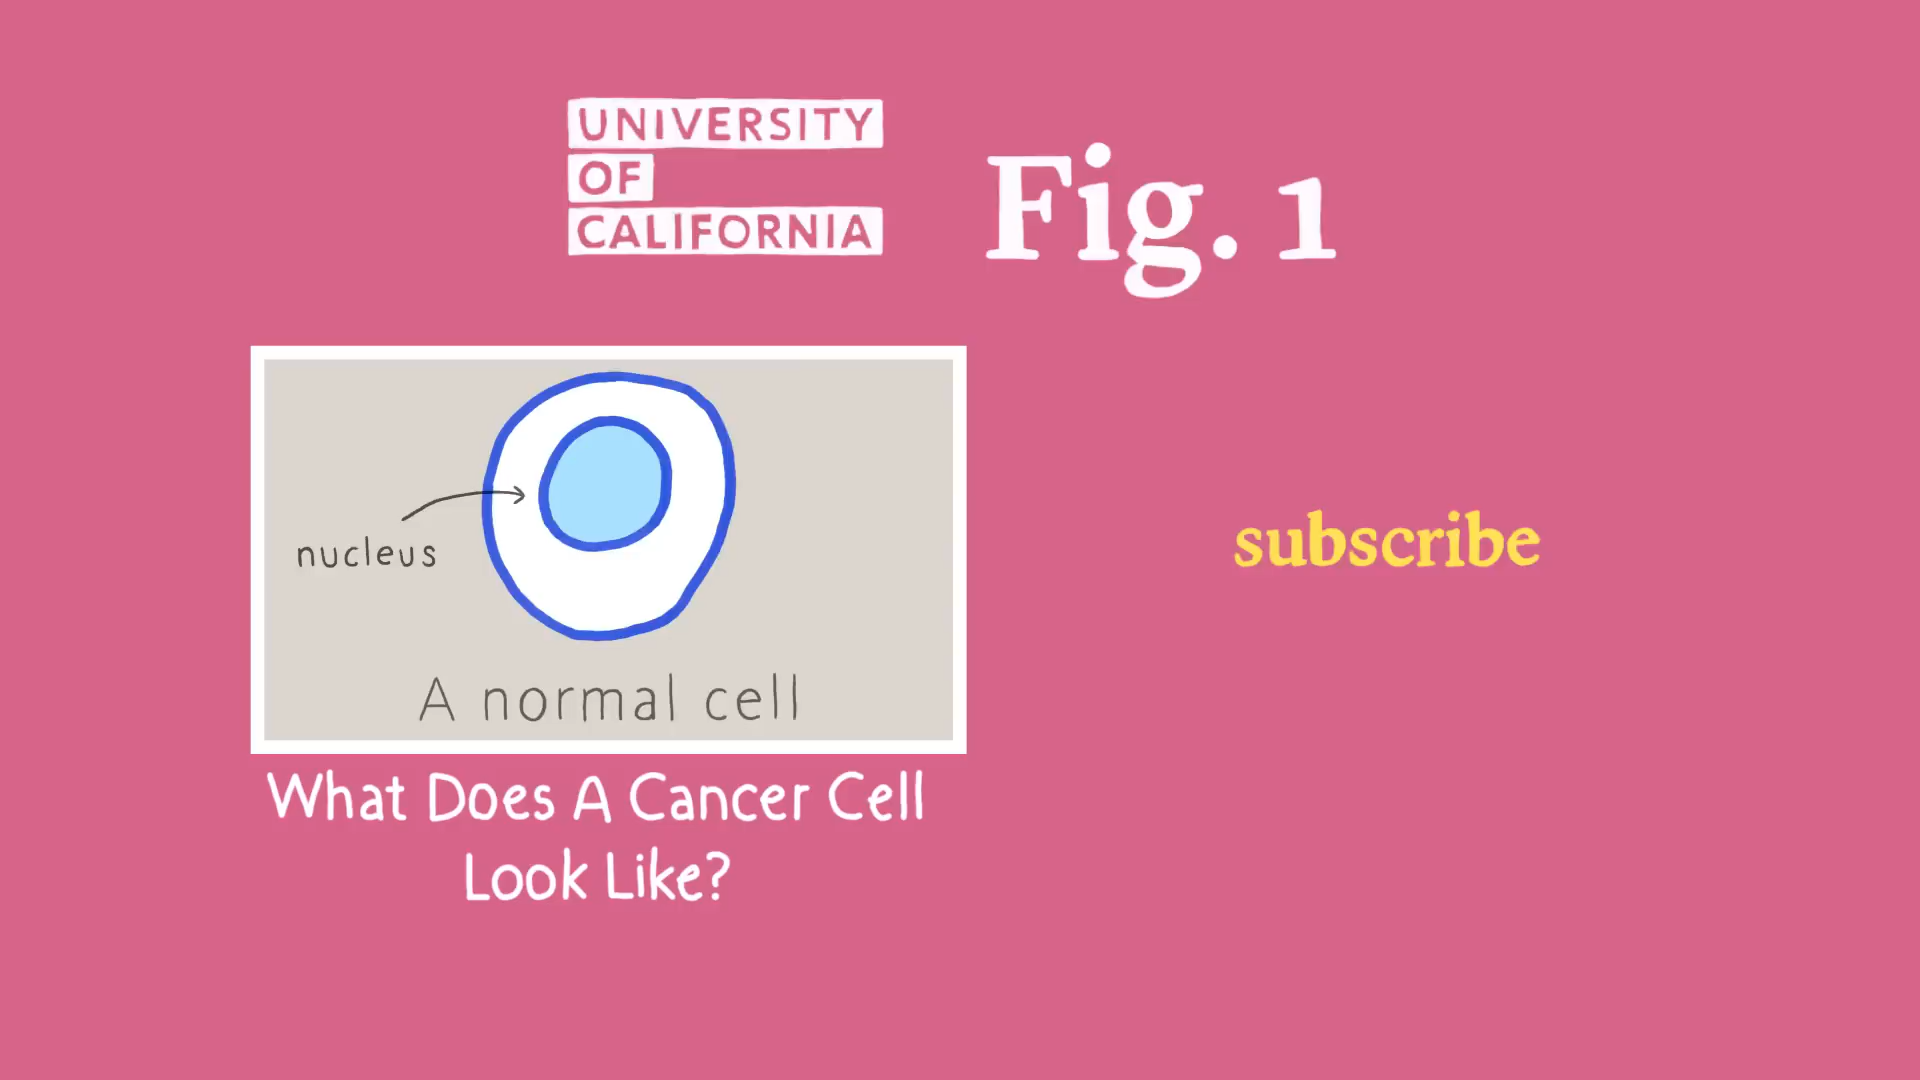 UNIVERSITY
OF
CALIFORNIA
Fig. 1
nucleus
A normal cell
What Does A Cancer Cell
Look Like?
subscribe